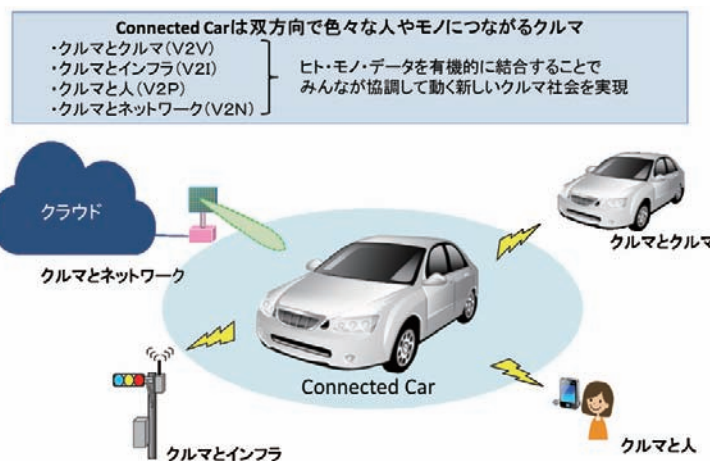 Connected Carは双方向で色々な人やモノにつながるクルマ
・クルマとクルマ(V2V)
・クルマとインフラ(V2I)
・クルマと人(V2P)
・クルマとネットワーク(V2N)
ヒト・モノ・データを有機的に結合することで
みんなが協調して動く新しいクルマ社会を実現
クラウド
クルマとネットワーク
クルマとクルマ
Connected Car
クルマとインフラ
クルマと人